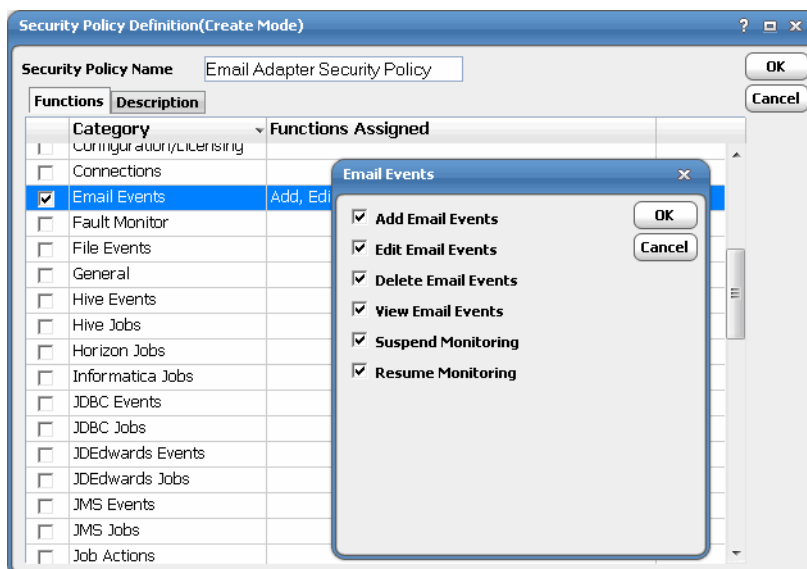 Security Policy Definition(Create Mode)
Security Policy Name Email Adapter Security Policy
OK
Cancel
Functions Description
Category Functions Assigned
Configuration/Licensing
Connections
Email Events Add, Edi
Fault Monitor
File Events
General
Hive Events
Hive Jobs
Horizon Jobs
Informatica Jobs
JDBC Events
JDBC Jobs
JDEdwards Events
JDEdwards Jobs
JMS Events
JMS Jobs
Job Actions
Email Events
OK
Cancel
Add Email Events
Edit Email Events
Delete Email Events
View Email Events
Suspend Monitoring
Resume Monitoring